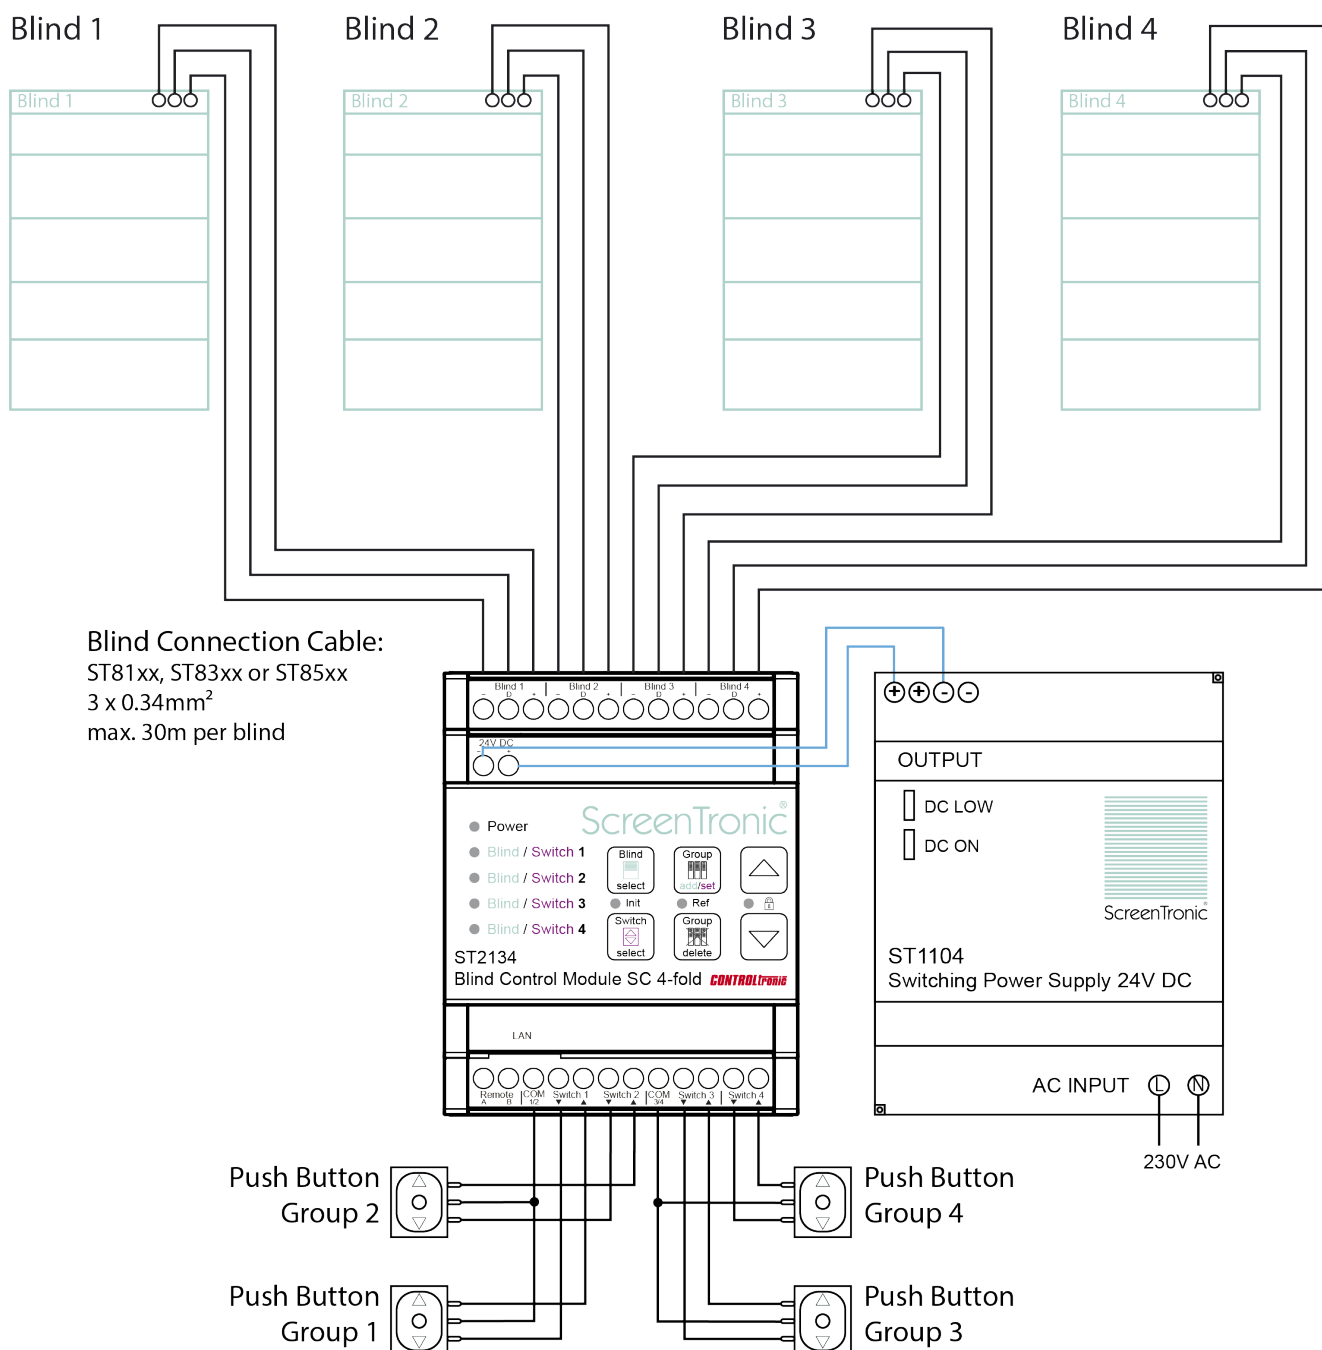 Blind 1
Blind 2
Blind 3
Blind 4
Blind 1
Blind 2
Blind 3
Blind 4
Blind Connection Cable:
ST81xx, ST83xx or ST85xx
3 x 0.34mm²
max. 30m per blind
Blind 1 | Blind 2 | Blind 3 | Blind 4
- D + - D + - D + - D +
24V DC
- +
ScreenTronic®
Power
Blind / Switch 1
Blind / Switch 2
Blind / Switch 3
Blind / Switch 4
Blind
select
Group
add/set
Init
Ref
Switch
select
Group
delete
ST2134
Blind Control Module SC 4-fold CONTROLtronic
LAN
Remote | COM Switch 1 Switch 2 | COM Switch 3 | Switch 4
A B 1/2 ▼ ▲ ▼ ▲ 3/4 ▼ ▲ ▼ ▲
+ + - -
OUTPUT
DC LOW
DC ON
ScreenTronic®
ST1104
Switching Power Supply 24V DC
AC INPUT L N
230V AC
Push Button
Group 2
Push Button
Group 4
Push Button
Group 1
Push Button
Group 3